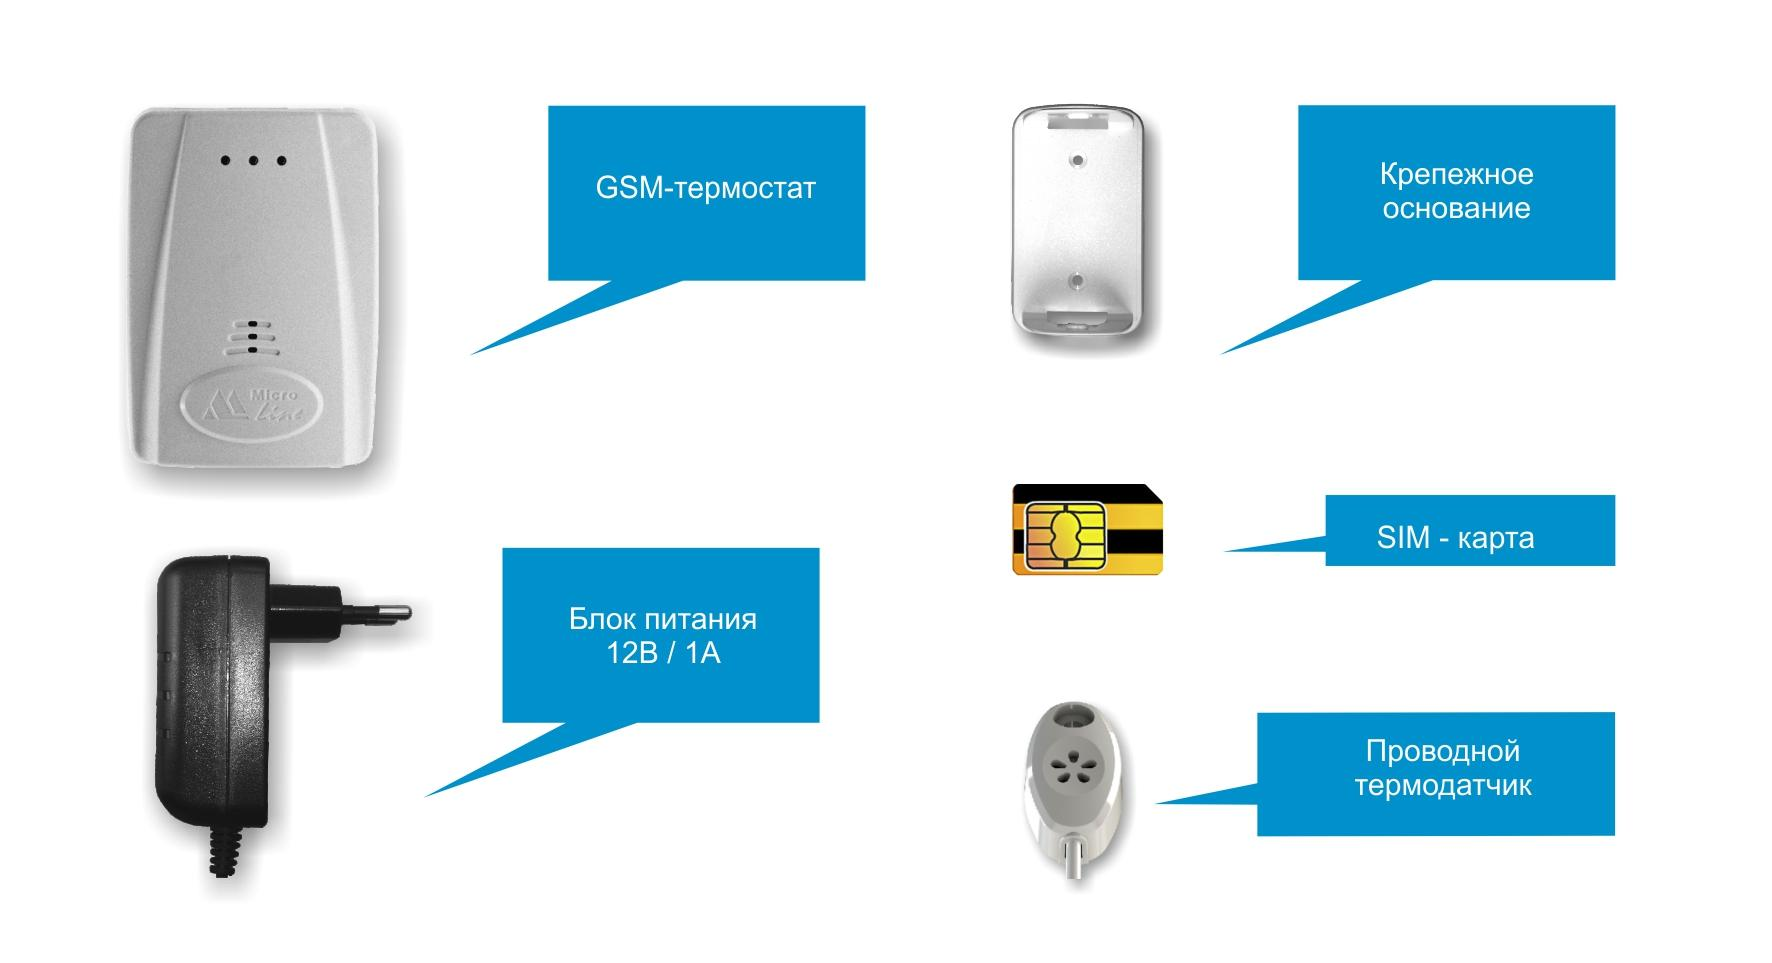 GSM-термостат
Micro
Line
Блок питания
12В / 1А
Крепежное
основание
SIM - карта
Проводной
термодатчик